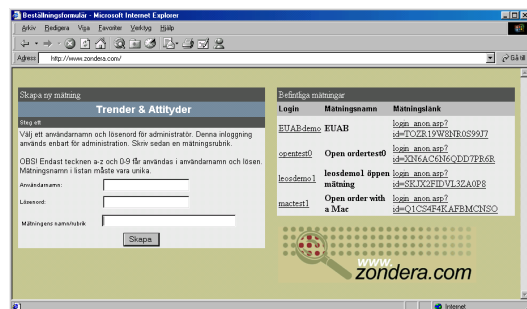 Beställningsformulär - Microsoft Internet Explorer
Arkiv Redigera Visa Favoriter Verktyg Hjälp
Adress http://www.zondera.com/ Gå till
Skapa ny mätning
Trender & Attityder
Steg ett
Välj ett användarnamn och lösenord för administratör. Denna inloggning
används enbart för administration. Skriv sedan en mätningsrubrik.
OBS! Endast tecknen a-z och 0-9 får användas i användarnamn och lösen.
Mätningsnamn i listan måste vara unika.
Användarnamn:
Lösenord:
Mätningens namn/rubrik
Skapa
Befintliga mätningar
Login Mätningsnamn Mätningslänk
EUABdemo EUAB login_anon.asp?
id=TOZR19W8NR0S99J7
opentest0 Open ordertest0 login_anon.asp?
id=XN6AC6N6QDD7PR6R
leosdemo1 leosdemo1 öppen login_anon.asp?
mätning id=SKJX2FIDVL3ZA0P8
mactest1 Open order with login_anon.asp?
a Mac id=Q1CS4F4KAFBMCNSO
www.
zondera.com
Internet